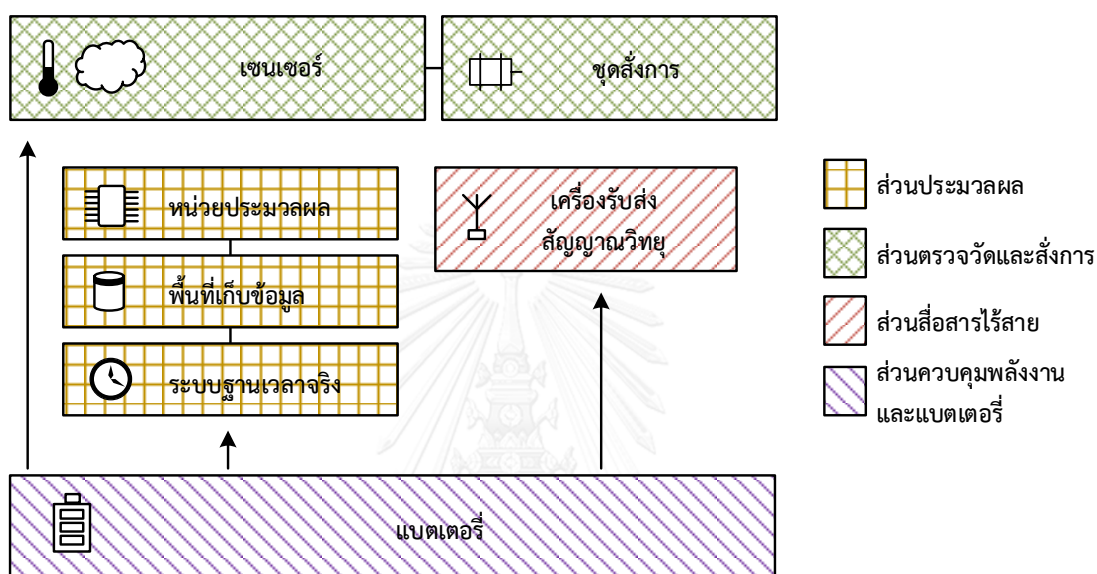 เซนเซอร์
ชุดสั่งการ
หน่วยประมวลผล
เครื่องรับส่ง
สัญญาณวิทยุ
พื้นที่เก็บข้อมูล
ระบบฐานเวลาจริง
แบตเตอรี่
ส่วนประมวลผล
ส่วนตรวจวัดและสั่งการ
ส่วนสื่อสารไร้สาย
ส่วนควบคุมพลังงาน
และแบตเตอรี่